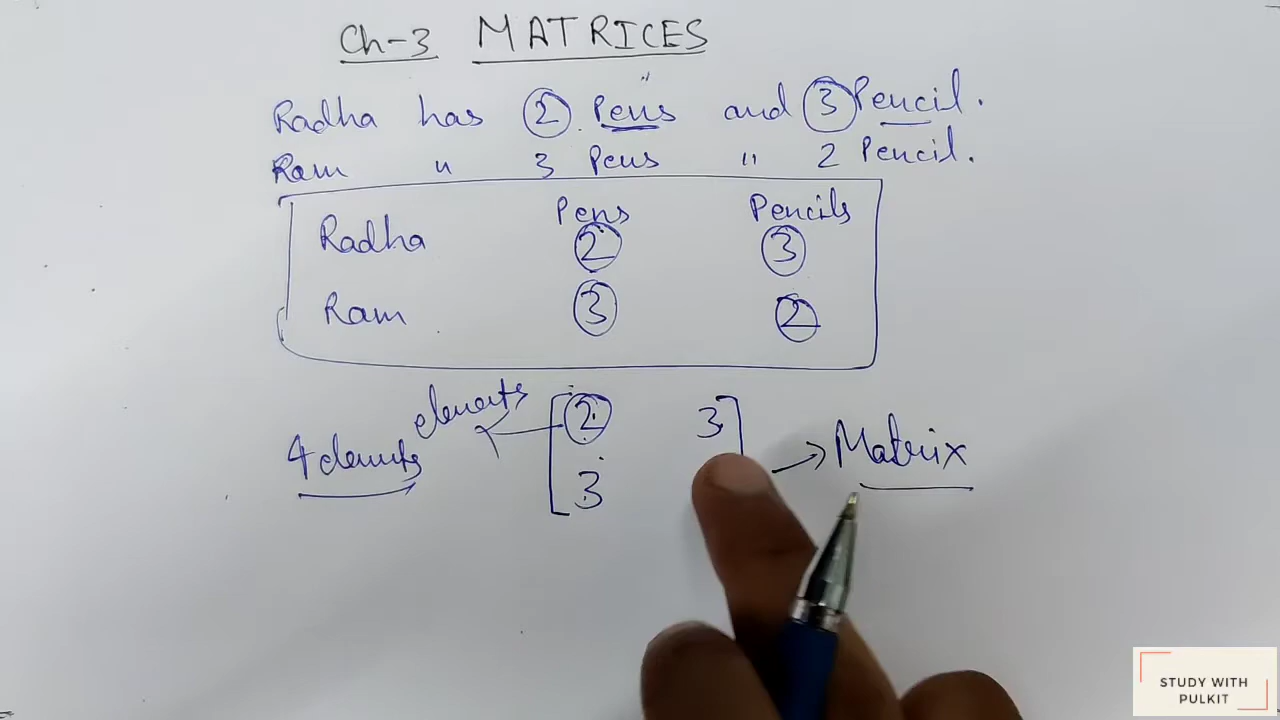 Ch-3 MATRICES
Radha has 2 Pens and 3 Pencil.
Ram " 3 Pens " 2 Pencil.
Pens Pencils
Radha 2 3
Ram 3 2
elements
4 elements
2 3
3
Matrix
STUDY WITH
PULKIT